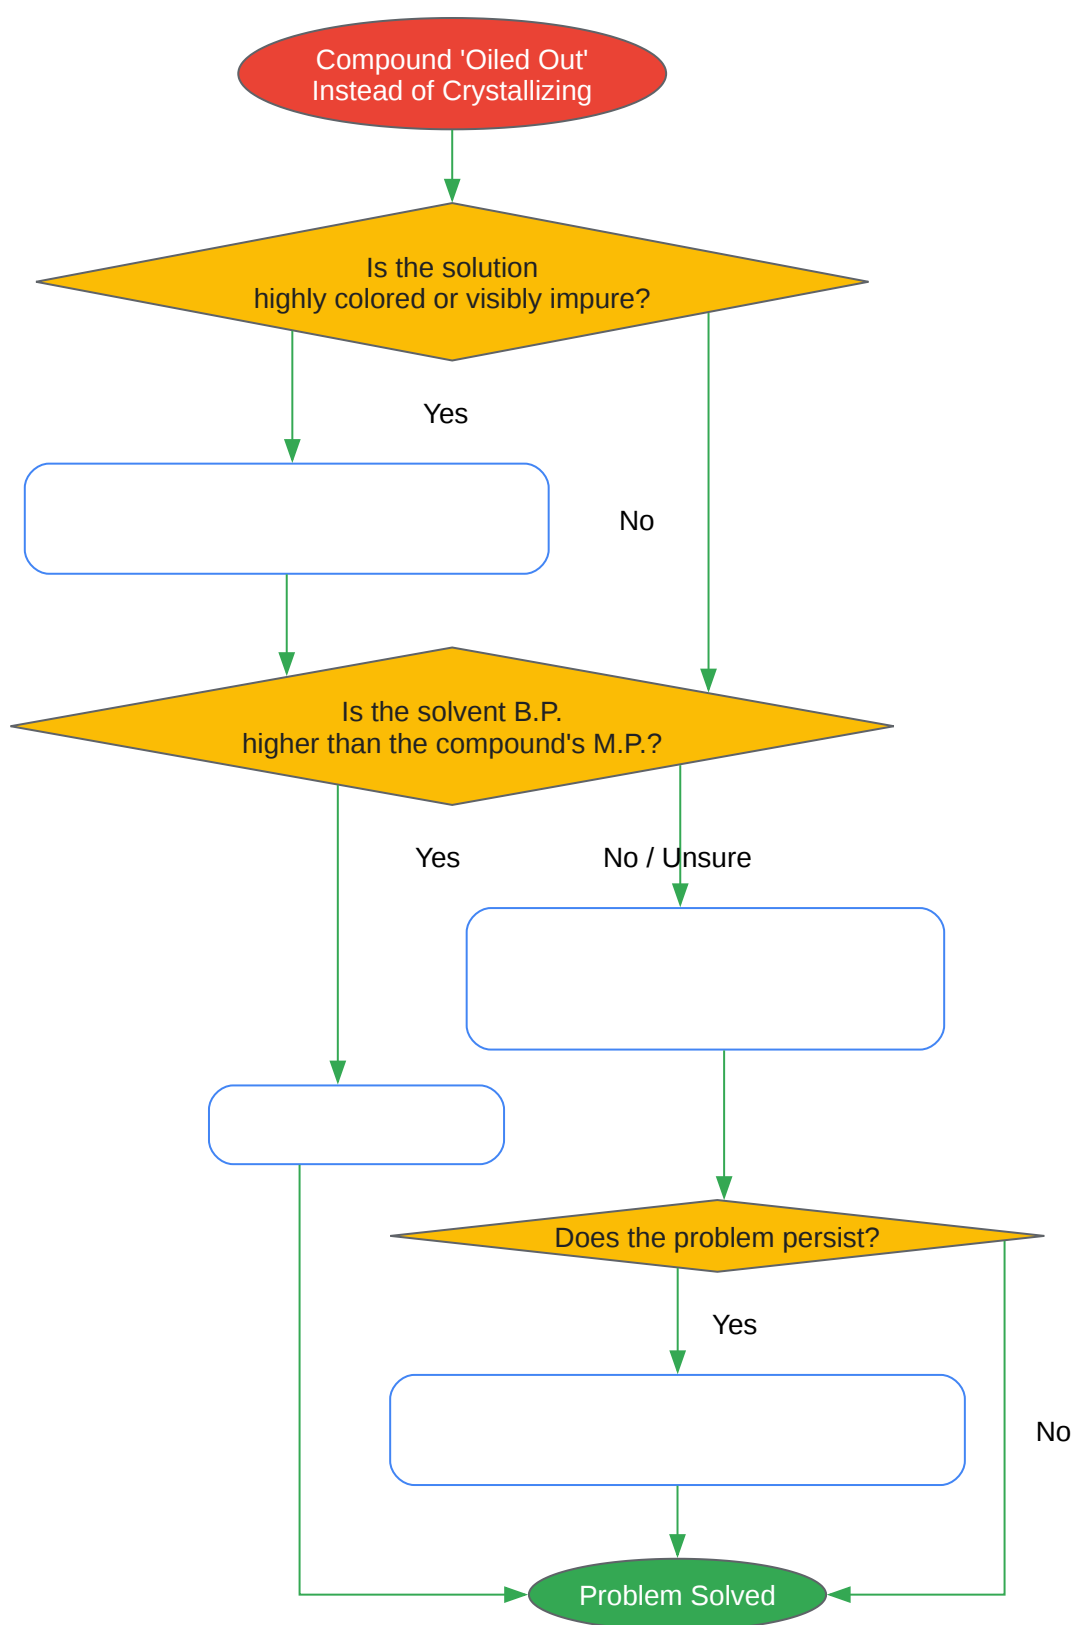 Compound 'Oiled Out'
Instead of Crystallizing
Is the solution
highly colored or visibly impure?
Yes
No
Is the solvent B.P.
higher than the compound's M.P.?
Yes
No / Unsure
Does the problem persist?
Yes
No
Problem Solved